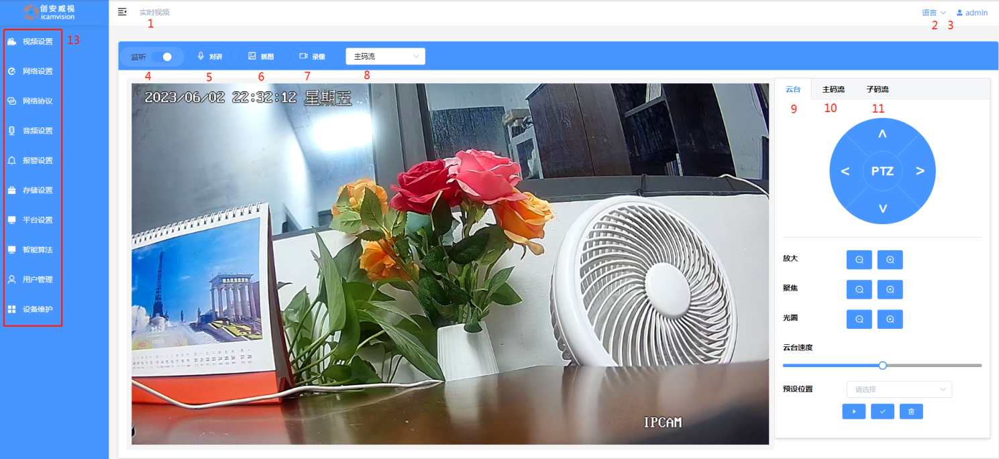 创安威视
icamvision
实时视频
1
语言
admin
2
3
视频设置
13
网络设置
网络协议
音频设置
报警设置
存储设置
平台设置
智能算法
用户管理
设备维护
监听
对讲
抓图
录像
主码流
4
5
6
7
8
2023/06/02 22:32:12 星期五
IPCAM
云台
主码流
子码流
9
10
11
PTZ
放大
聚焦
光圈
云台速度
预设位置
请选择